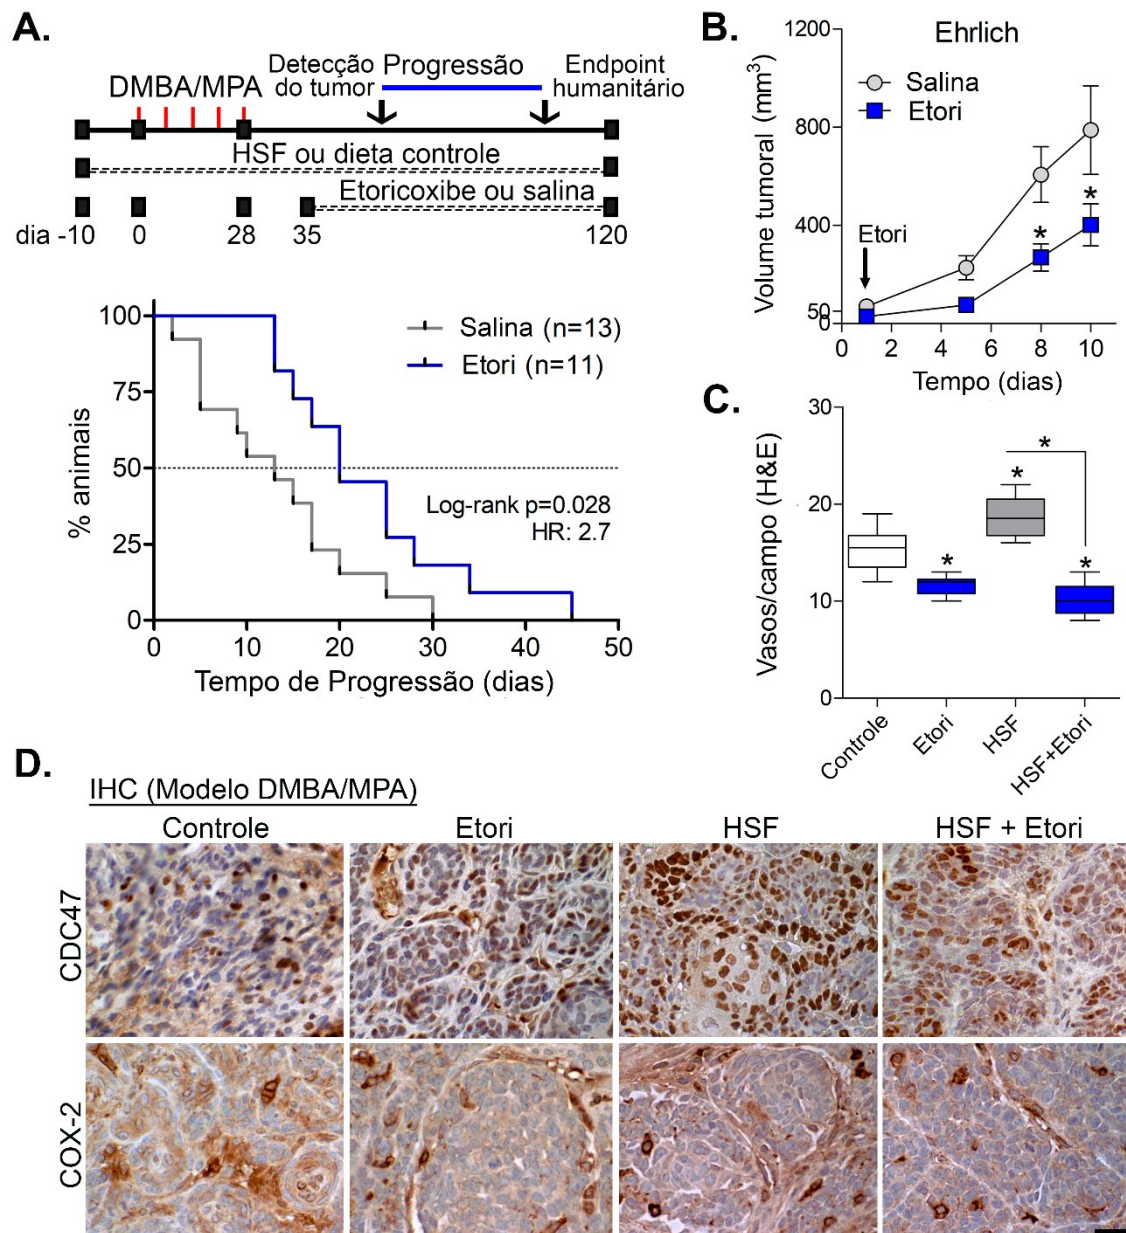 A.
Detecção
do tumor
Progressão
Endpoint
humanitário
DMBA/MPA
HSF ou dieta controle
Etoricoxibe ou salina
dia -10 0 28 35 120
100
75
50
25
0
% animais
Salina (n=13)
Etori (n=11)
Log-rank p=0.028
HR: 2.7
0 10 20 30 40 50
Tempo de Progressão (dias)
B.
Ehrlich
1200
800
400
50
0
Volume tumoral (mm³)
Salina
Etori
Etori
*
*
0 2 4 6 8 10
Tempo (dias)
C.
30
20
10
0
Vasos/campo (H&E)
*
*
*
*
Controle
Etori
HSF
HSF+Etori
D.
IHC (Modelo DMBA/MPA)
Controle Etori HSF HSF + Etori
CDC47
COX-2